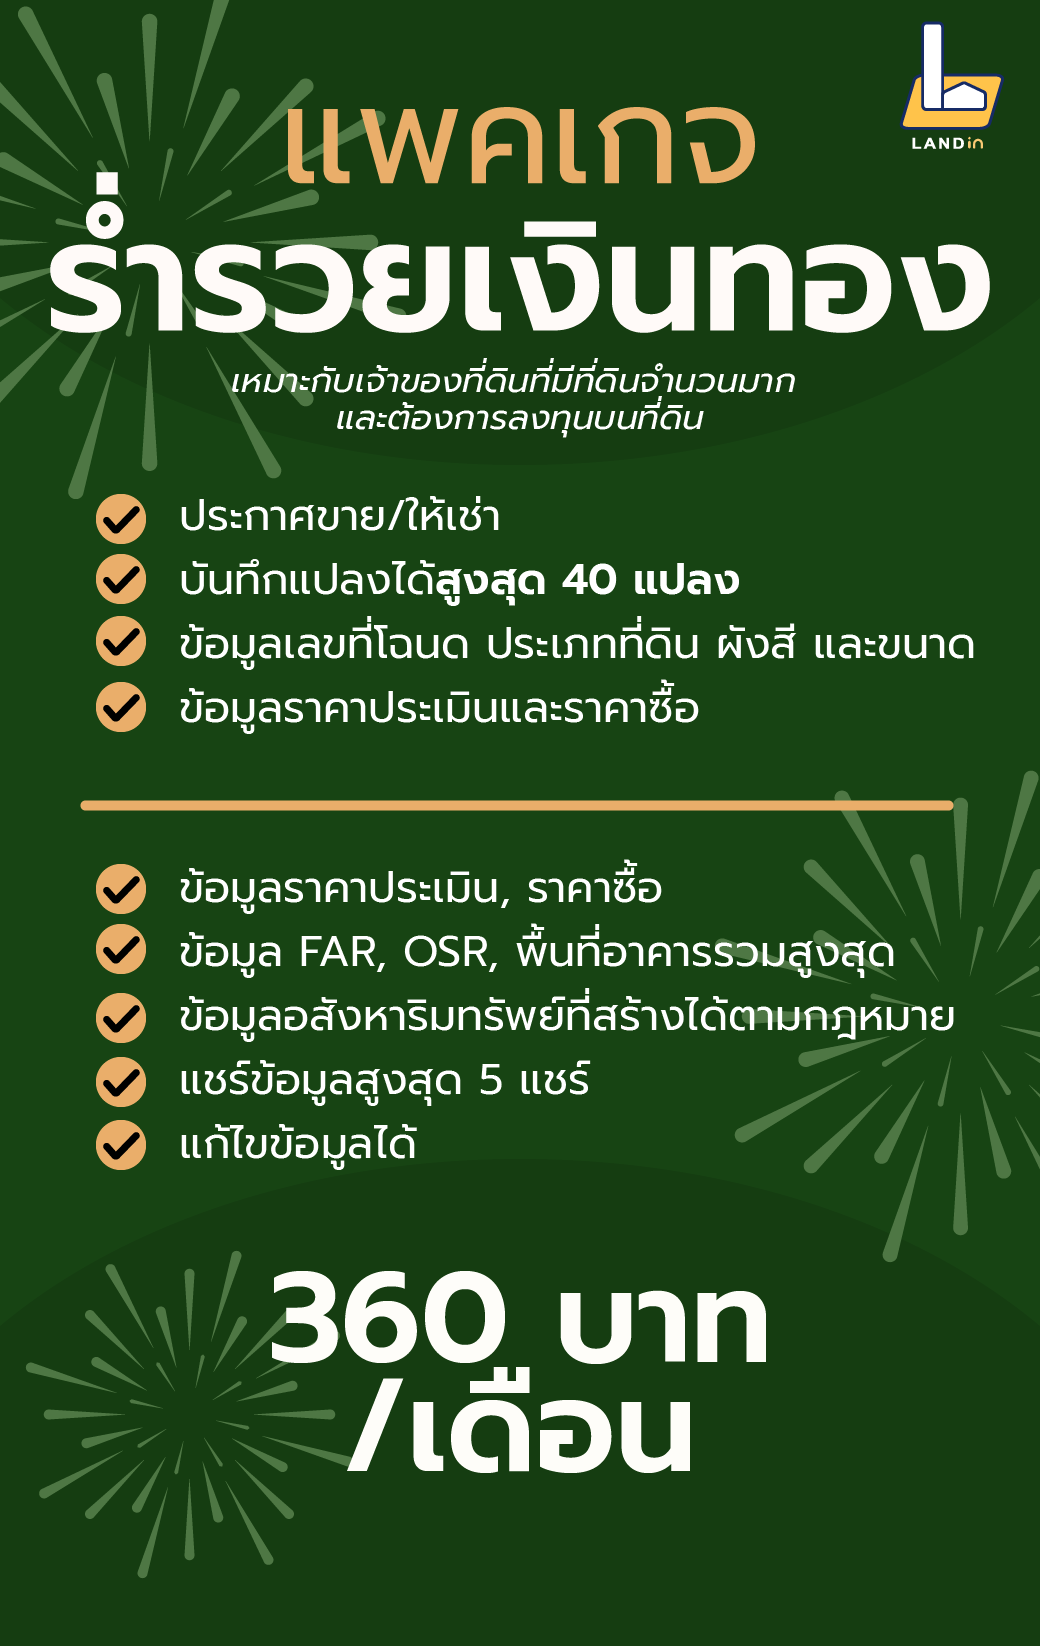 LANDin
แพคเกจ
ร่ำรวยเงินทอง
เหมาะกับเจ้าของที่ดินที่มีที่ดินจำนวนมาก
และต้องการลงทุนบนที่ดิน
ประกาศขาย/ให้เช่า
บันทึกแปลงได้สูงสุด 40 แปลง
ข้อมูลเลขที่โฉนด ประเภทที่ดิน ผังสี และขนาด
ข้อมูลราคาประเมินและราคาซื้อ
ข้อมูลราคาประเมิน, ราคาซื้อ
ข้อมูล FAR, OSR, พื้นที่อาคารรวมสูงสุด
ข้อมูลอสังหาริมทรัพย์ที่สร้างได้ตามกฎหมาย
แชร์ข้อมูลสูงสุด 5 แชร์
แก้ไขข้อมูลได้
360 บาท
/เดือน